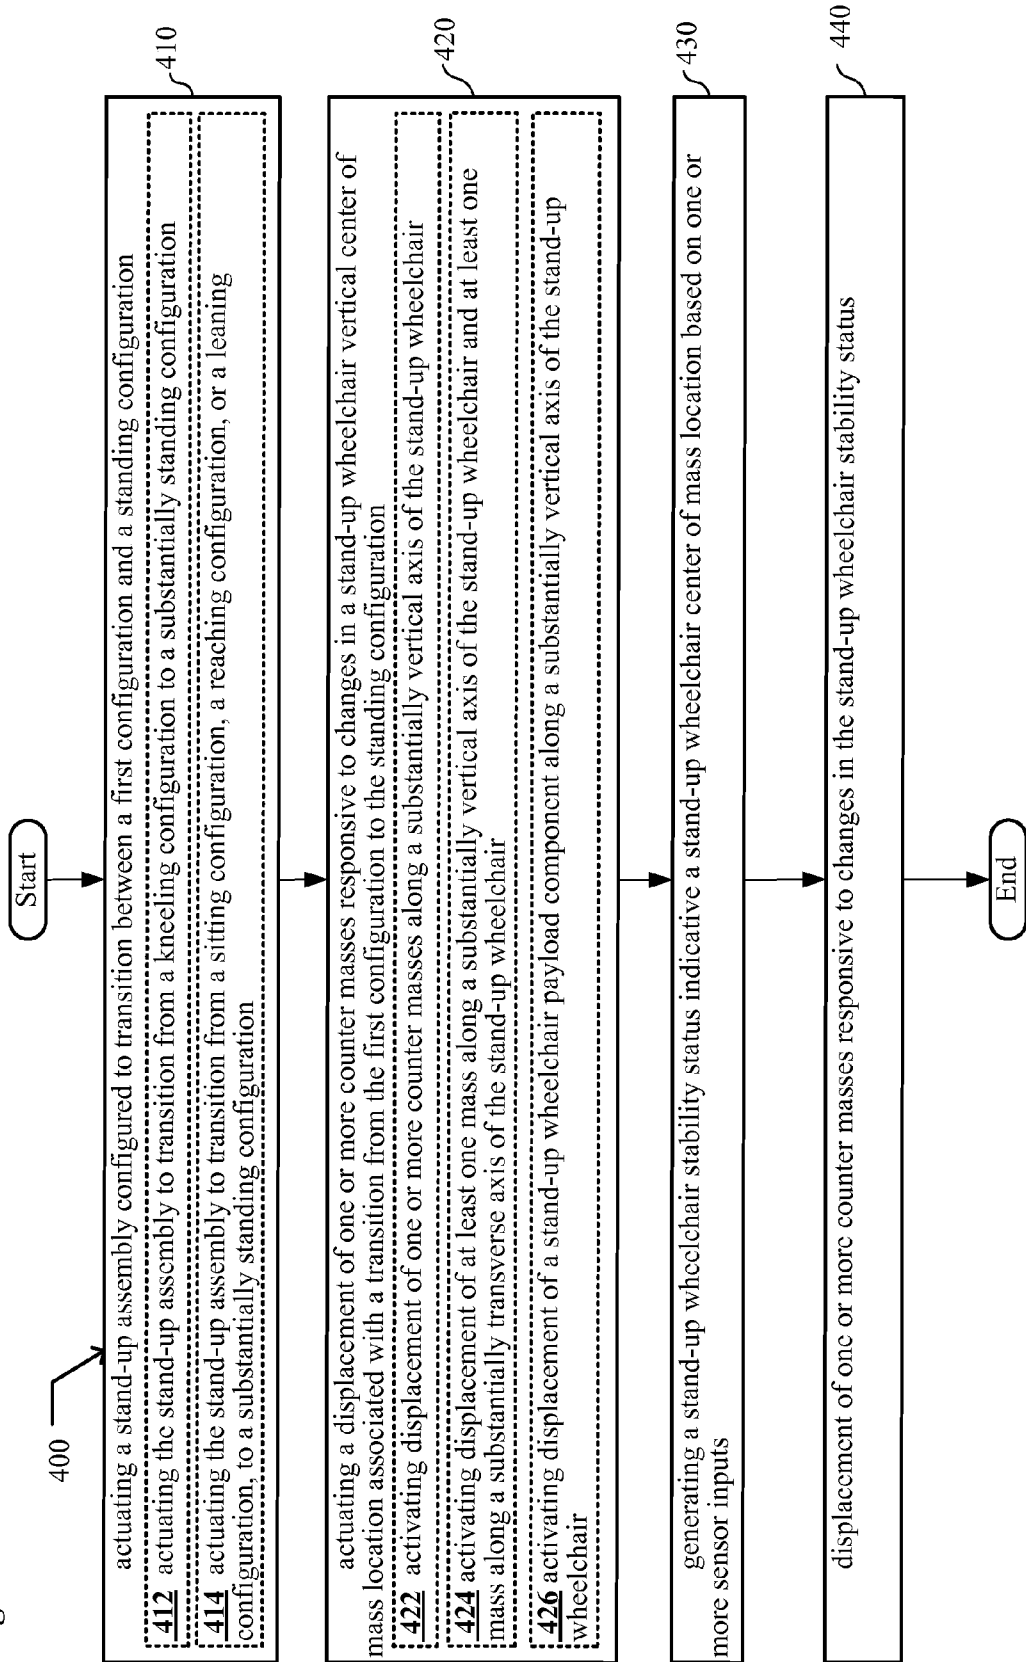 400
Start
actuating a stand-up assembly configured to transition between a first configuration and a standing configuration
412 actuating the stand-up assembly to transition from a kneeling configuration to a substantially standing configuration
414 actuating the stand-up assembly to transition from a sitting configuration, a reaching configuration, or a leaning
configuration, to a substantially standing configuration
410
actuating a displacement of one or more counter masses responsive to changes in a stand-up wheelchair vertical center of
mass location associated with a transition from the first configuration to the standing configuration
422 activating displacement of one or more counter masses along a substantially vertical axis of the stand-up wheelchair
424 activating displacement of at least one mass along a substantially vertical axis of the stand-up wheelchair and at least one
mass along a substantially transverse axis of the stand-up wheelchair
426 activating displacement of a stand-up wheelchair payload component along a substantially vertical axis of the stand-up
wheelchair
420
generating a stand-up wheelchair stability status indicative a stand-up wheelchair center of mass location based on one or
more sensor inputs
430
displacement of one or more counter masses responsive to changes in the stand-up wheelchair stability status
440
End